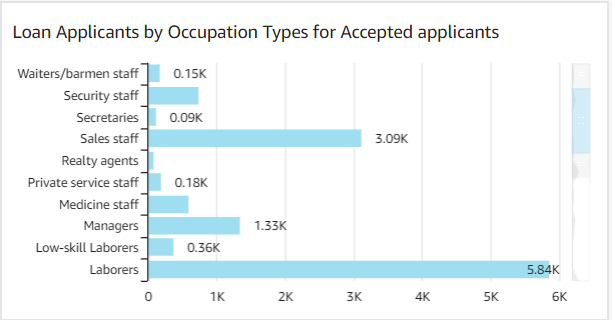 Loan Applicants by Occupation Types for Accepted applicants
Waiters/barmen staff 0.15K
Security staff
Secretaries 0.09K
Sales staff 3.09K
Realty agents
Private service staff 0.18K
Medicine staff
Managers 1.33K
Low-skill Laborers 0.36K
Laborers 5.84K
0 1K 2K 3K 4K 5K 6K